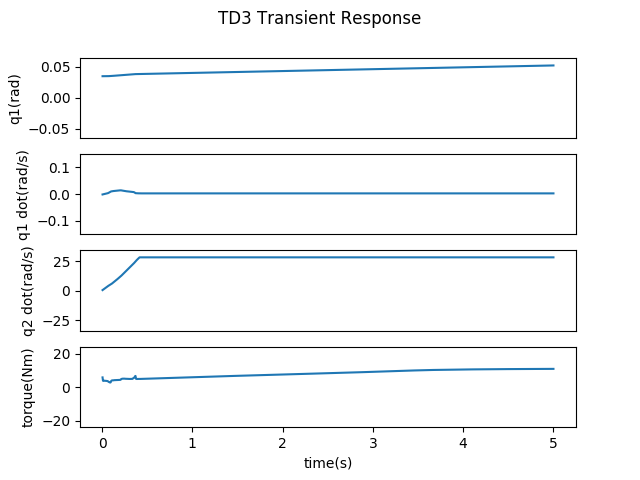 TD3 Transient Response
0.05
0.00
−0.05
q1(rad)
0.1
0.0
−0.1
q1 dot(rad/s)
25
0
−25
q2 dot(rad/s)
20
0
−20
torque(Nm)
0 1 2 3 4 5
time(s)